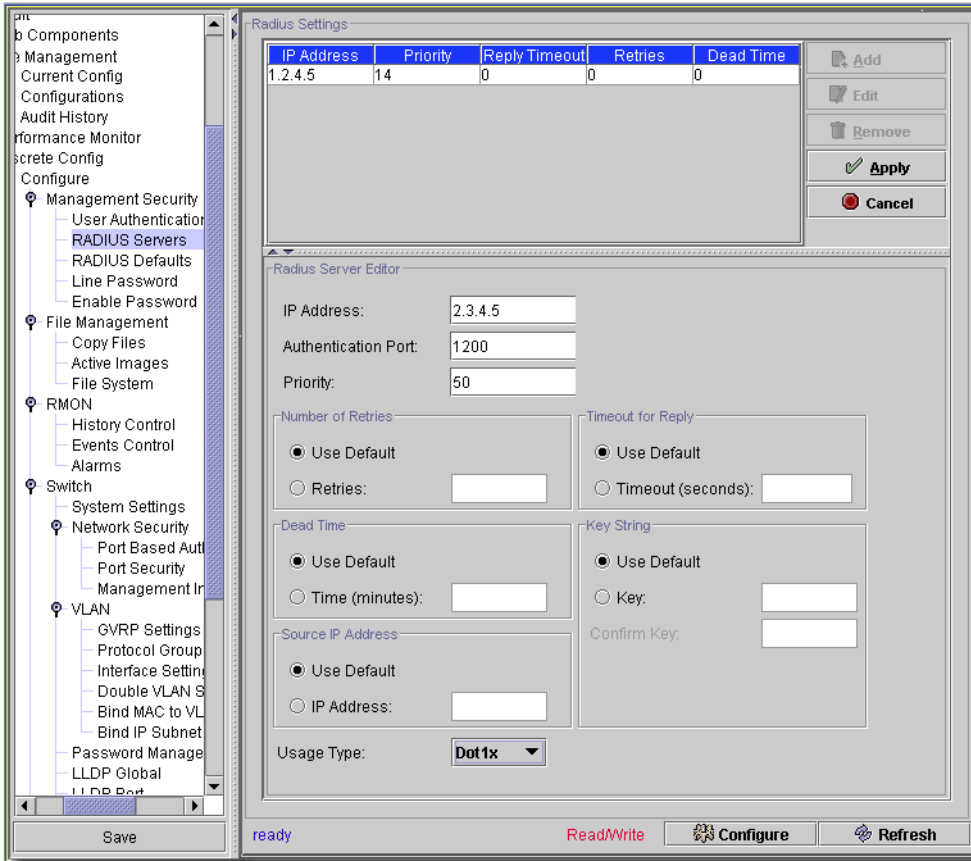 b Components
e Management
Current Config
Configurations
Audit History
rformance Monitor
screte Config
Configure
Management Security
User Authentication
RADIUS Servers
RADIUS Defaults
Line Password
Enable Password
File Management
Copy Files
Active Images
File System
RMON
History Control
Events Control
Alarms
Switch
System Settings
Network Security
Port Based Aut
Port Security
Management In
VLAN
GVRP Settings
Protocol Group
Interface Settin
Double VLAN S
Bind MAC to VL
Bind IP Subnet
Password Manage
LLDP Global
LLDP Port
Save
Radius Settings
IP Address Priority Reply Timeout Retries Dead Time
1.2.4.5 14 0 0 0
Add
Edit
Remove
Apply
Cancel
Radius Server Editor
IP Address: 2.3.4.5
Authentication Port: 1200
Priority: 50
Number of Retries
Use Default
Retries:
Timeout for Reply
Use Default
Timeout (seconds):
Dead Time
Use Default
Time (minutes):
Key String
Use Default
Key:
Confirm Key:
Source IP Address
Use Default
IP Address:
Usage Type: Dot1x
ready Read/Write Configure Refresh